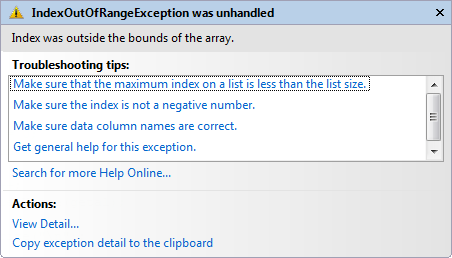 IndexOutOfRangeException was unhandled
Index was outside the bounds of the array.
Troubleshooting tips:
Make sure that the maximum index on a list is less than the list size.
Make sure the index is not a negative number.
Make sure data column names are correct.
Get general help for this exception.
Search for more Help Online...
Actions:
View Detail...
Copy exception detail to the clipboard